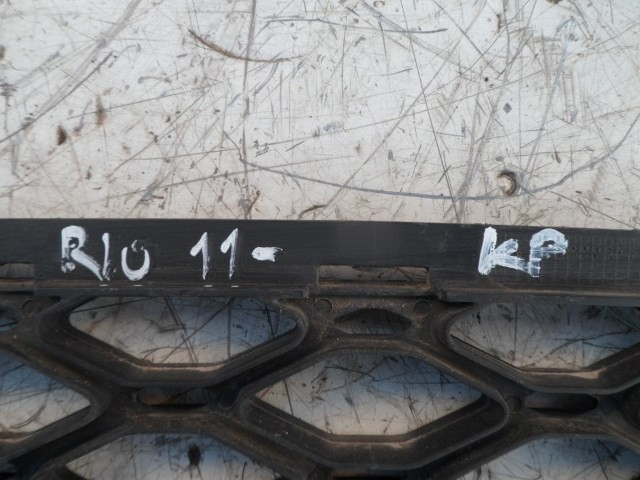 RIO 11- KP